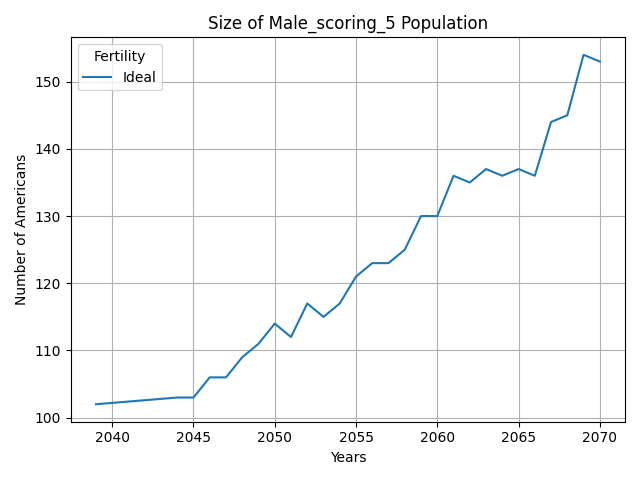 Size of Male_scoring_5 Population
Fertility
Ideal
Number of Americans
150
140
130
120
110
100
2040 2045 2050 2055 2060 2065 2070
Years